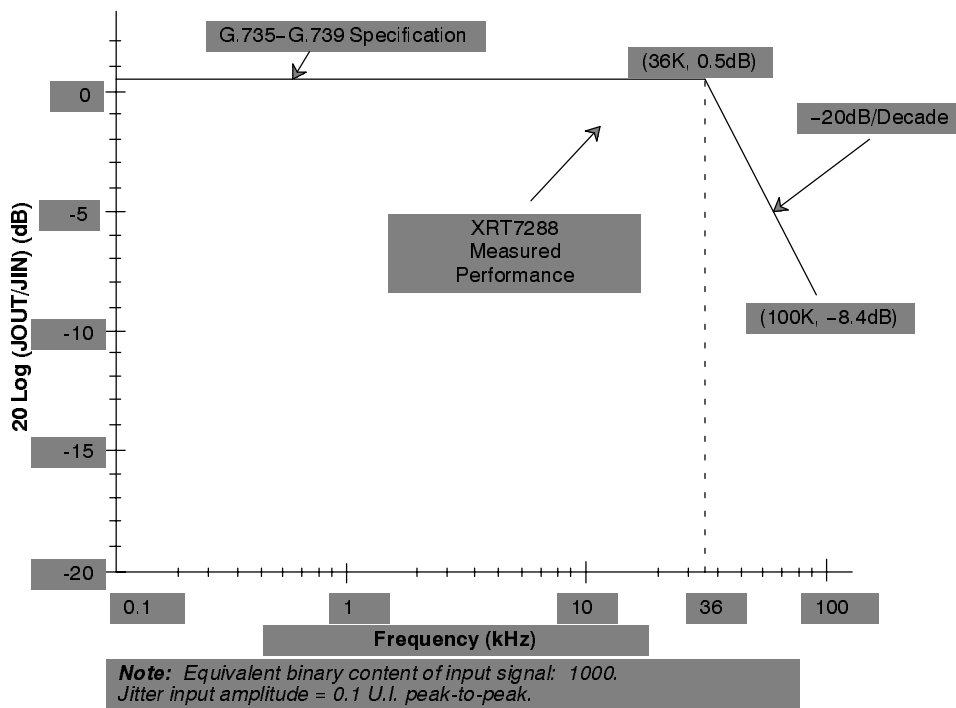 G.735–G.739 Specification
(36K, 0.5dB)
0
–20dB/Decade
-5
XRT7288
Measured
Performance
20 Log (JOUT/JIN) (dB)
(100K, –8.4dB)
-10
-15
-20
0.1
1
10
36
100
Frequency (kHz)
Note: Equivalent binary content of input signal: 1000.
Jitter input amplitude = 0.1 U.I. peak-to-peak.